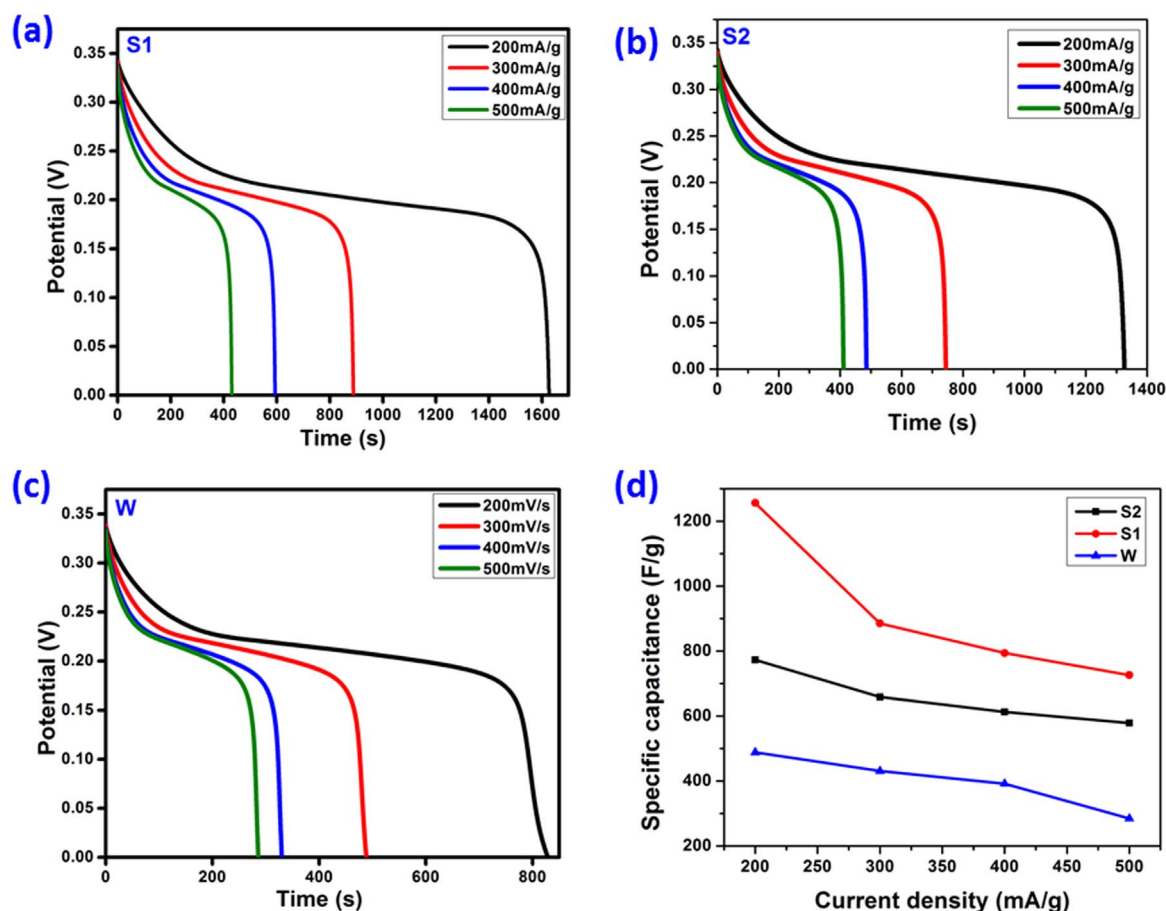 (a)
S1
200mA/g
300mA/g
400mA/g
500mA/g
0.35
0.30
0.25
0.20
0.15
0.10
0.05
0.00
Potential (V)
0 200 400 600 800 1000 1200 1400 1600
Time (s)
(b)
S2
200mA/g
300mA/g
400mA/g
500mA/g
0.35
0.30
0.25
0.20
0.15
0.10
0.05
0.00
Potential (V)
0 200 400 600 800 1000 1200 1400
Time (s)
(c)
W
200mV/s
300mV/s
400mV/s
500mV/s
0.35
0.30
0.25
0.20
0.15
0.10
0.05
0.00
Potential (V)
0 200 400 600 800
Time (s)
(d)
S2
S1
W
1200
1000
800
600
400
200
Specific capacitance (F/g)
200 250 300 350 400 450 500
Current density (mA/g)